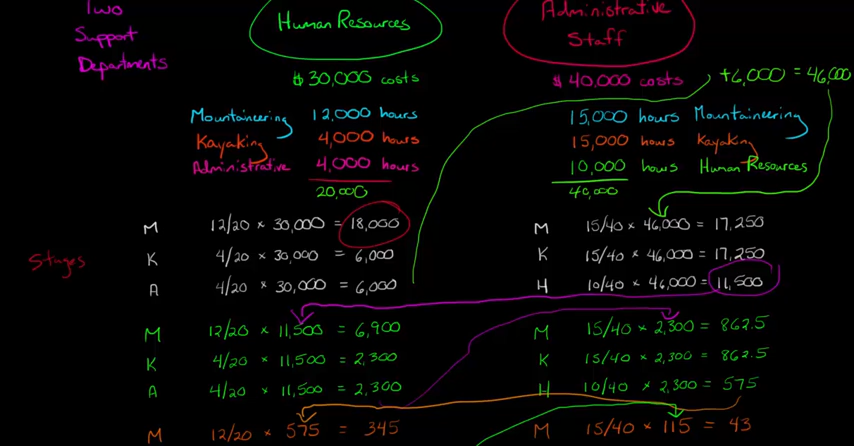 Two
Support
Departments
Human Resources
Administrative
Staff
$30,000 costs
$40,000 costs
+6,000 = 46,000
Mountaineering 12,000 hours
Kayaking 4,000 hours
Administrative 4,000 hours
20,000
15,000 hours Mountaineering
15,000 hours Kayaking
10,000 hours Human Resources
40,000
Stages
M 12/20 × 30,000 = 18,000
K 4/20 × 30,000 = 6,000
A 4/20 × 30,000 = 6,000
M 15/40 × 46,000 = 17,250
K 15/40 × 46,000 = 17,250
H 10/40 × 46,000 = 11,500
M 12/20 × 11,500 = 6,900
K 4/20 × 11,500 = 2,300
A 4/20 × 11,500 = 2,300
M 15/40 × 2,300 = 862.5
K 15/40 × 2,300 = 862.5
H 10/40 × 2,300 = 575
M 12/20 × 575 = 345
M 15/40 × 115 = 43